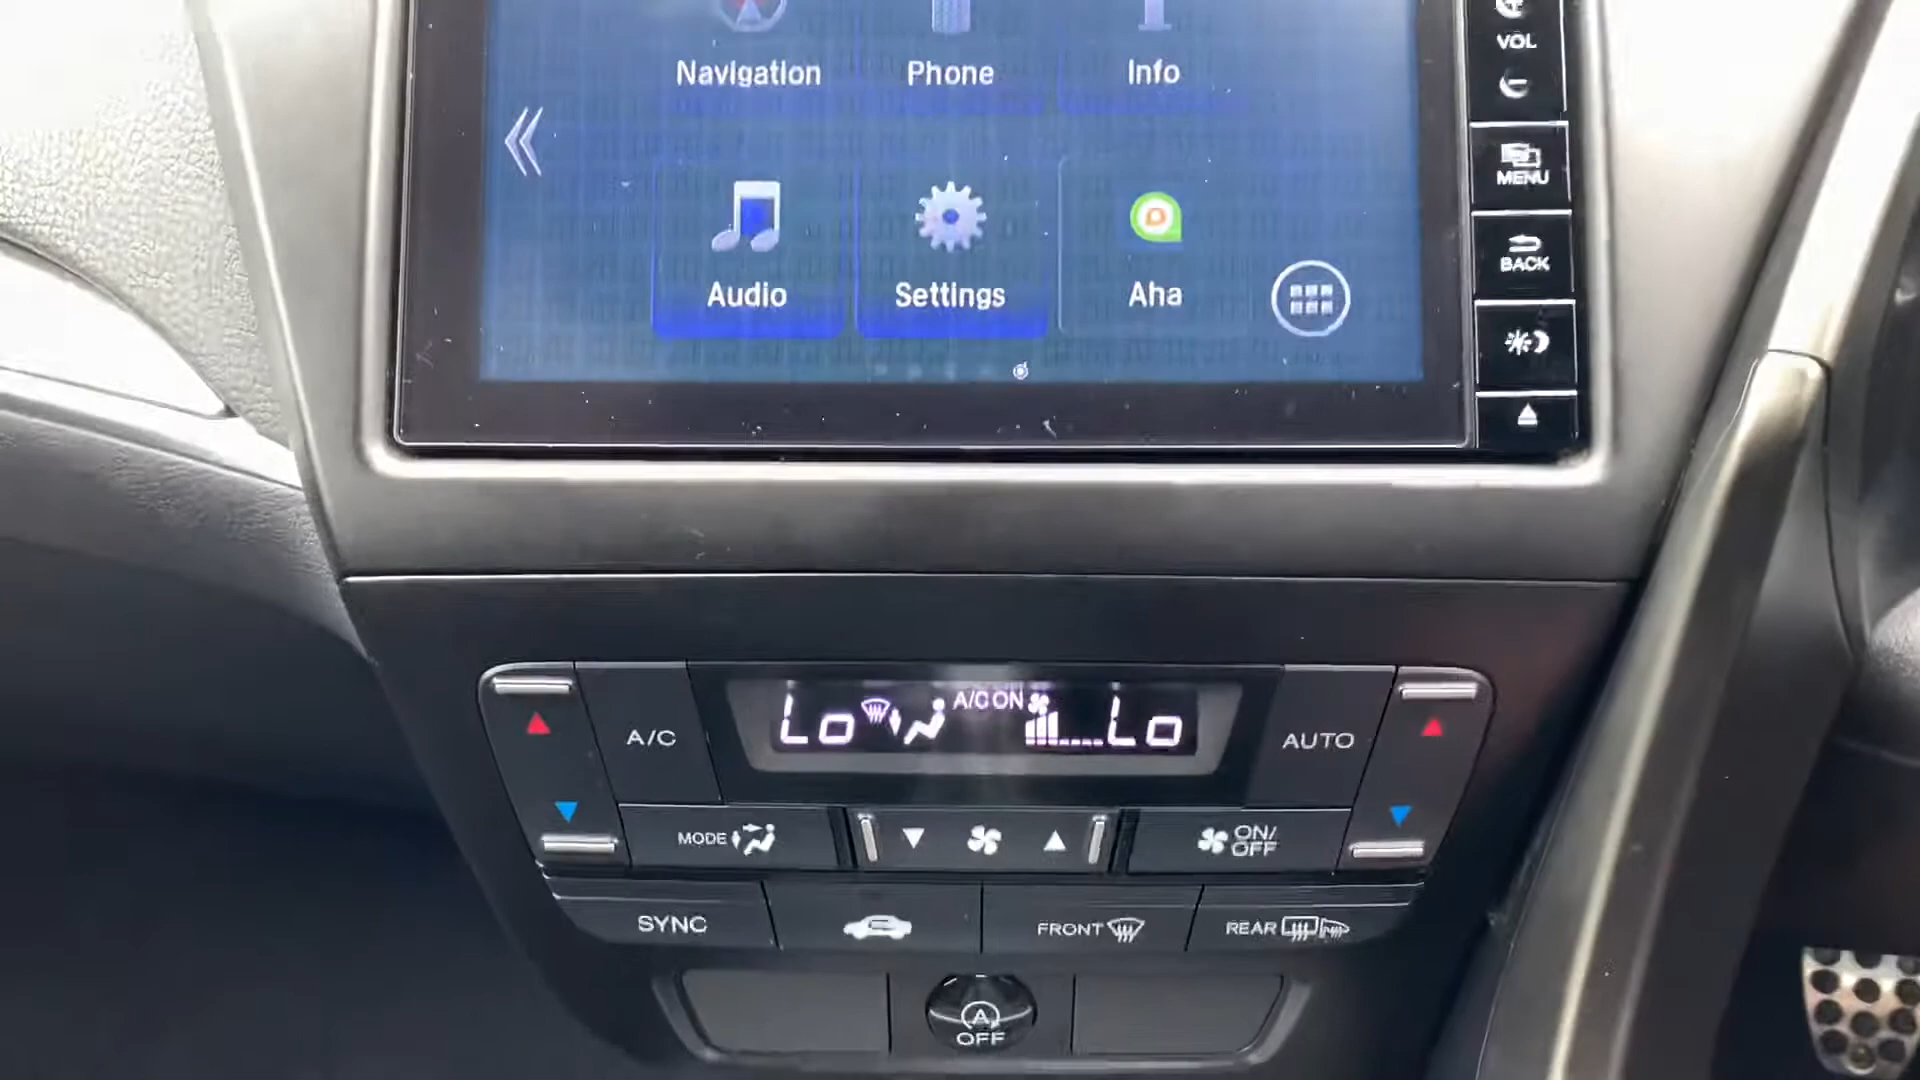 Navigation
Phone
Info
VOL
MENU
BACK
Audio
Settings
Aha
Lo
A/C ON
Lo
A/C
AUTO
MODE
ON/
OFF
SYNC
FRONT
REAR
A
OFF